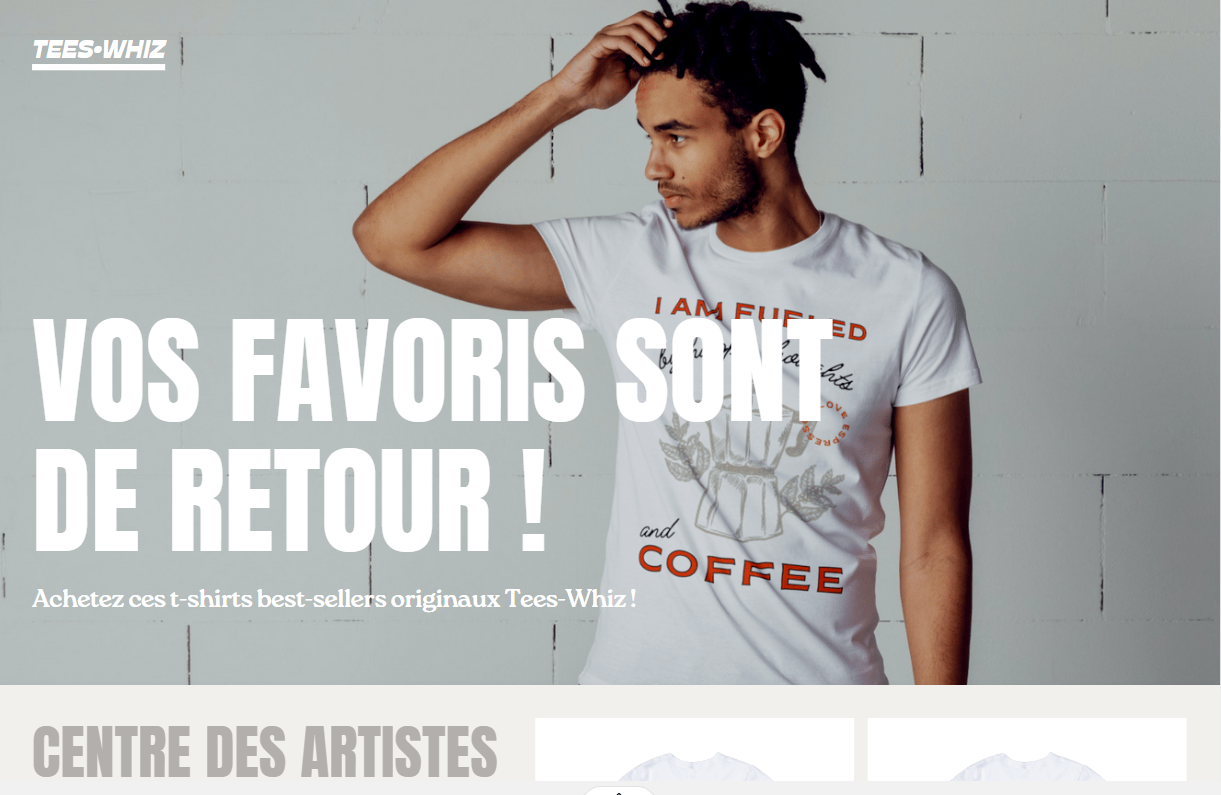 TEES•WHIZ
I AM FUELED
VOS FAVORIS SONT
DE RETOUR !
and
COFFEE
Achetez ces t-shirts best-sellers originaux Tees-Whiz !
CENTRE DES ARTISTES